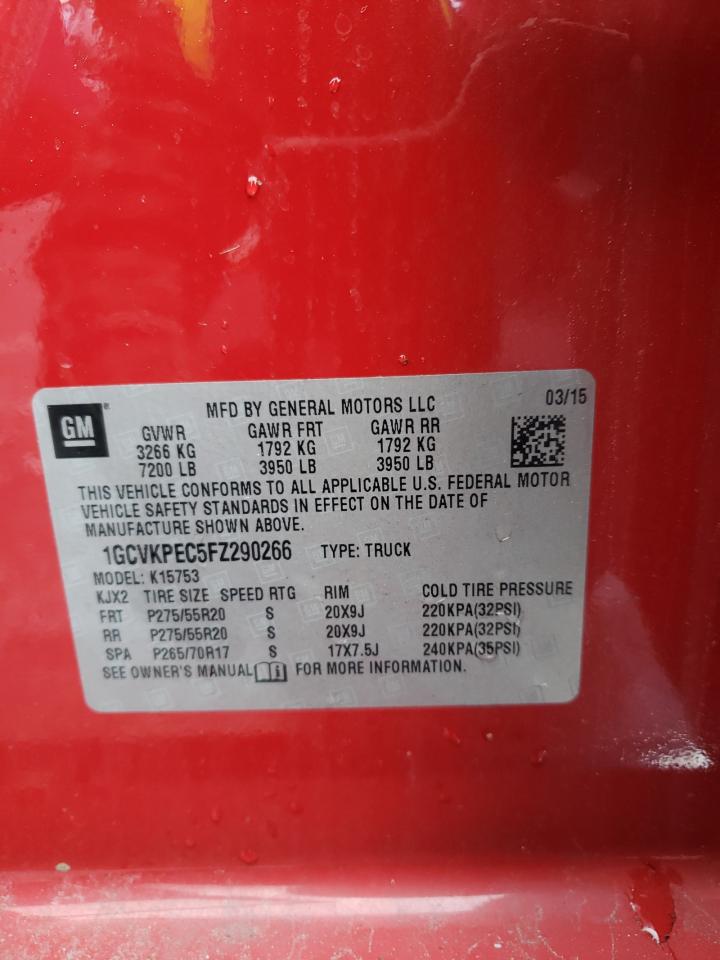 GM ® MFD BY GENERAL MOTORS LLC 03/15
GVWR GAWR FRT GAWR RR
3266 KG 1792 KG 1792 KG
7200 LB 3950 LB 3950 LB
THIS VEHICLE CONFORMS TO ALL APPLICABLE U.S. FEDERAL MOTOR
VEHICLE SAFETY STANDARDS IN EFFECT ON THE DATE OF
MANUFACTURE SHOWN ABOVE.
1GCVKPEC5FZ290266 TYPE: TRUCK
MODEL: K15753
KJX2 TIRE SIZE SPEED RTG RIM COLD TIRE PRESSURE
FRT P275/55R20 S 20X9J 220KPA(32PSI)
RR P275/55R20 S 20X9J 220KPA(32PSI)
SPA P265/70R17 S 17X7.5J 240KPA(35PSI)
SEE OWNER'S MANUAL i FOR MORE INFORMATION.